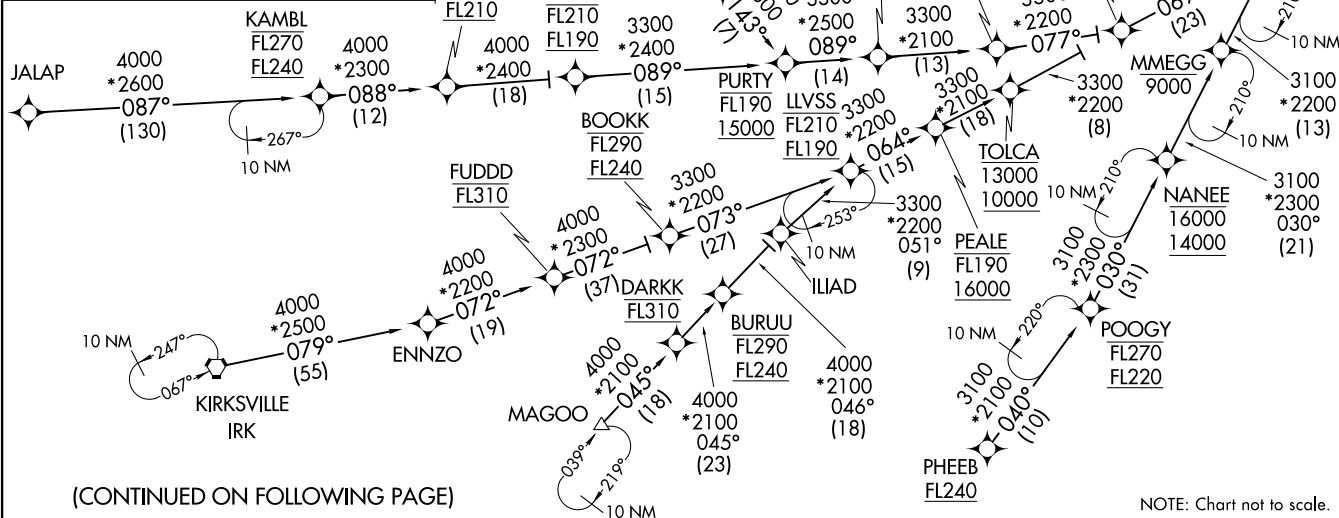 FL210
FL210
FL190
143°
(7)
3300
*2500
089°
(14)
3300
*2100
(13)
3300
*2200
077°
(23)
10 NM
KAMBL
FL270
FL240
JALAP
4000
*2600
087°
(130)
4000
*2300
088°
(12)
4000
*2400
(18)
3300
*2400
089°
(15)
267°
10 NM
PURTY
FL190
15000
LLVSS
FL210
FL190
3300
*2200
064°
(15)
3300
*2100
(18)
3300
*2200
(8)
TOLCA
13000
10000
MMEGG
9000
210°
10 NM
3100
*2200
(13)
BOOKK
FL290
FL240
FUDDD
FL310
3300
*2200
073°
(27)
253°
10 NM
3300
*2200
051°
(9)
PEALE
FL190
16000
210°
10 NM
NANEE
16000
14000
3100
*2300
030°
(21)
4000
*2300
072°
(37)
4000
*2200
072°
(19)
ENNZO
4000
*2500
079°
(55)
10 NM
247°
067°
KIRKSVILLE
IRK
DARKK
FL310
ILIAD
BURUU
FL290
FL240
4000
*2100
046°
(18)
4000
*2100
045°
(18)
4000
*2100
045°
(23)
MAGOO
039°
219°
10 NM
3100
*2300
030°
(31)
220°
10 NM
POOGY
FL270
FL220
3100
*2100
040°
(10)
PHEEB
FL240
(CONTINUED ON FOLLOWING PAGE)
NOTE: Chart not to scale.